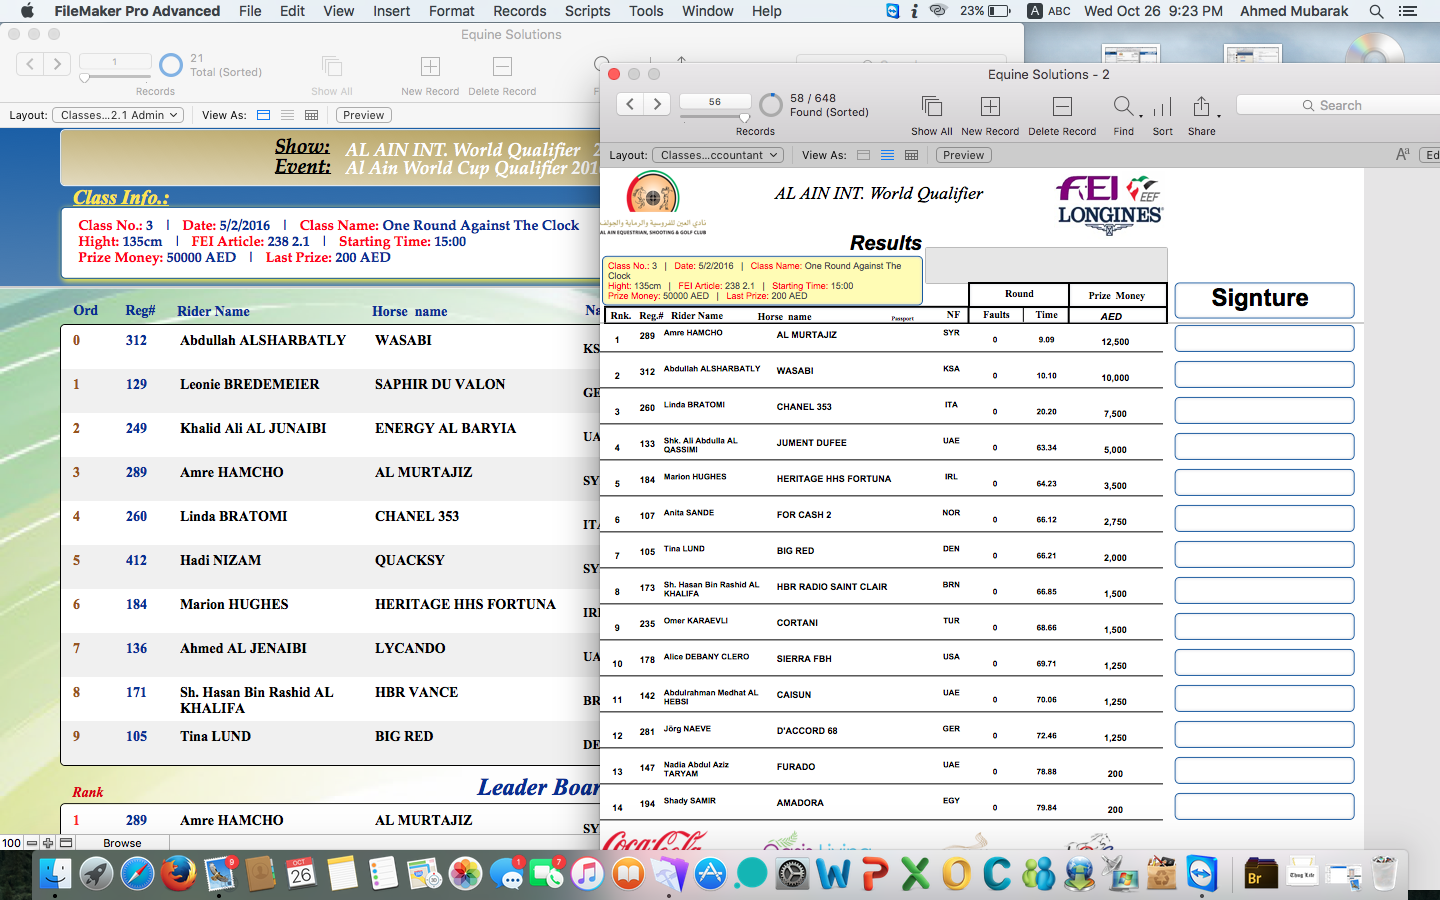 FileMaker Pro Advanced File Edit View Insert Format Records Scripts Tools Window Help 23% A ABC Wed Oct 26 9:23 PM Ahmed Mubarak
Equine Solutions
1
21
Total (Sorted)
Records Show All New Record Delete Record
Layout: Classes...2.1 Admin View As: Preview
Show: AL AIN INT. World Qualifier
Event: Al Ain World Cup Qualifier
Class Info.:
Class No.: 3 | Date: 5/2/2016 | Class Name: One Round Against The Clock
Hight: 135cm | FEI Article: 238 2.1 | Starting Time: 15:00
Prize Money: 50000 AED | Last Prize: 200 AED
Ord Reg# Rider Name Horse name Na
0 312 Abdullah ALSHARBATLY WASABI KS
1 129 Leonie BREDEMEIER SAPHIR DU VALON GE
2 249 Khalid Ali AL JUNAIBI ENERGY AL BARYIA UA
3 289 Amre HAMCHO AL MURTAJIZ SY
4 260 Linda BRATOMI CHANEL 353 ITA
5 412 Hadi NIZAM QUACKSY SY
6 184 Marion HUGHES HERITAGE HHS FORTUNA IRL
7 136 Ahmed AL JENAIBI LYCANDO UA
8 171 Sh. Hasan Bin Rashid AL HBR VANCE BR
KHALIFA
9 105 Tina LUND BIG RED DE
Leader Boar
Rank
1 289 Amre HAMCHO AL MURTAJIZ SY
100 Browse
Equine Solutions - 2
56
58 / 648
Found (Sorted)
Records Show All New Record Delete Record Find Sort Share
Search
Layout: Classes...ccountant View As: Preview Aa Ed
AL AIN INT. World Qualifier
نادي العين للفروسية والرماية والجولف
AL AIN EQUESTRIAN, SHOOTING & GOLF CLUB
FEI EEF
LONGINES
Results
Class No.: 3 | Date: 5/2/2016 | Class Name: One Round Against The
Clock
Hight: 135cm | FEI Article: 238 2.1 | Starting Time: 15:00
Prize Money: 50000 AED | Last Prize: 200 AED
Round Prize Money Signture
Rnk. Reg.# Rider Name Horse name Passport NF Faults Time AED
1 289 Amre HAMCHO AL MURTAJIZ SYR 0 9.09 12,500
2 312 Abdullah ALSHARBATLY WASABI KSA 0 10.10 10,000
3 260 Linda BRATOMI CHANEL 353 ITA 0 20.20 7,500
4 133 Shk. Ali Abdulla AL JUMENT DUFEE UAE 0 63.34 5,000
QASSIMI
5 184 Marion HUGHES HERITAGE HHS FORTUNA IRL 0 64.23 3,500
6 107 Anita SANDE FOR CASH 2 NOR 0 66.12 2,750
7 105 Tina LUND BIG RED DEN 0 66.21 2,000
8 173 Sh. Hasan Bin Rashid AL HBR RADIO SAINT CLAIR BRN 0 66.85 1,500
KHALIFA
9 235 Omer KARAEVLI CORTANI TUR 0 68.66 1,500
10 178 Alice DEBANY CLERO SIERRA FBH USA 0 69.71 1,250
11 142 Abdulrahman Medhat AL CAISUN UAE 0 70.06 1,250
HEBSI
12 281 Jörg NAEVE D'ACCORD 68 GER 0 72.46 1,250
13 147 Nadia Abdul Aziz FURADO UAE 0 78.88 200
TARYAM
14 194 Shady SAMIR AMADORA EGY 0 79.84 200
Coca-Cola Oasis Living
9 OCT 26 1 7 Br Thug Life